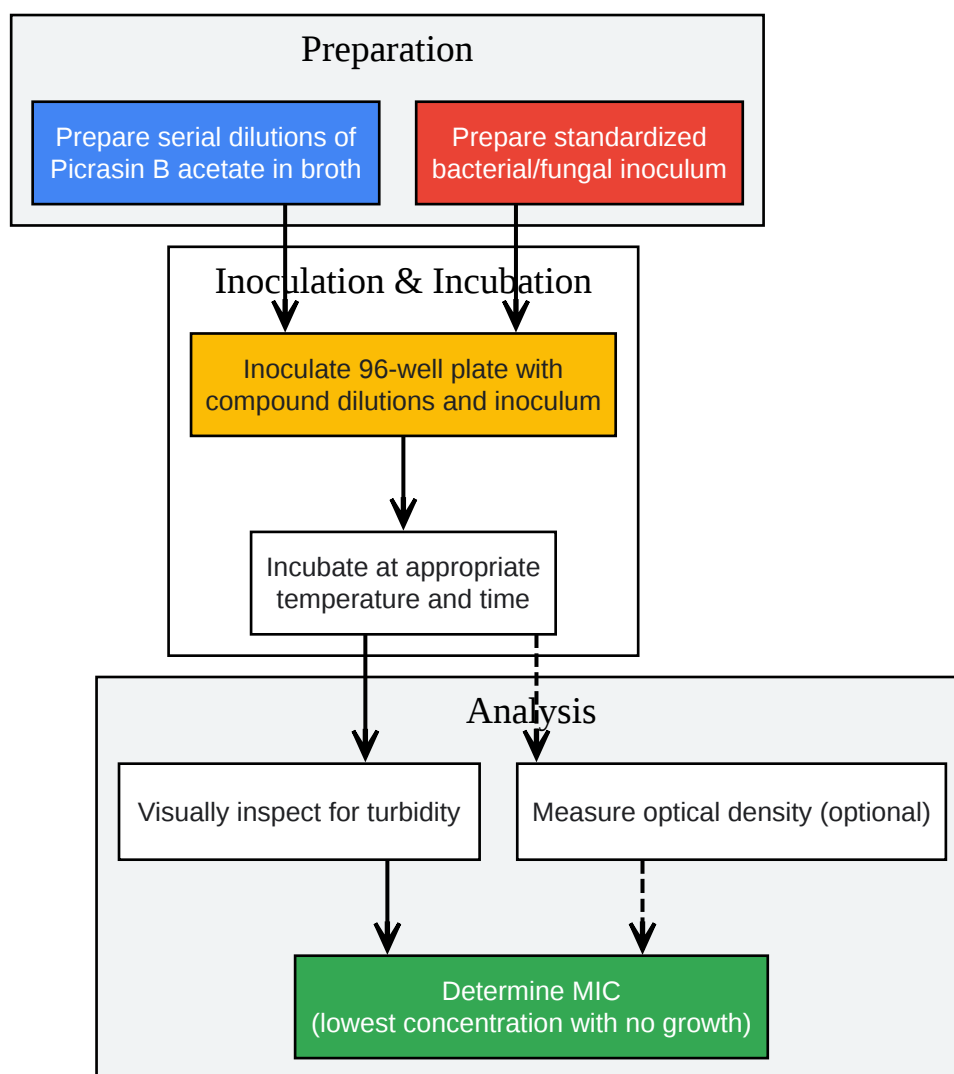 Preparation
Prepare serial dilutions of
Picrasin B acetate in broth
Prepare standardized
bacterial/fungal inoculum
Inoculation & Incubation
Inoculate 96-well plate with
compound dilutions and inoculum
Incubate at appropriate
temperature and time
Analysis
Visually inspect for turbidity
Measure optical density (optional)
Determine MIC
(lowest concentration with no growth)